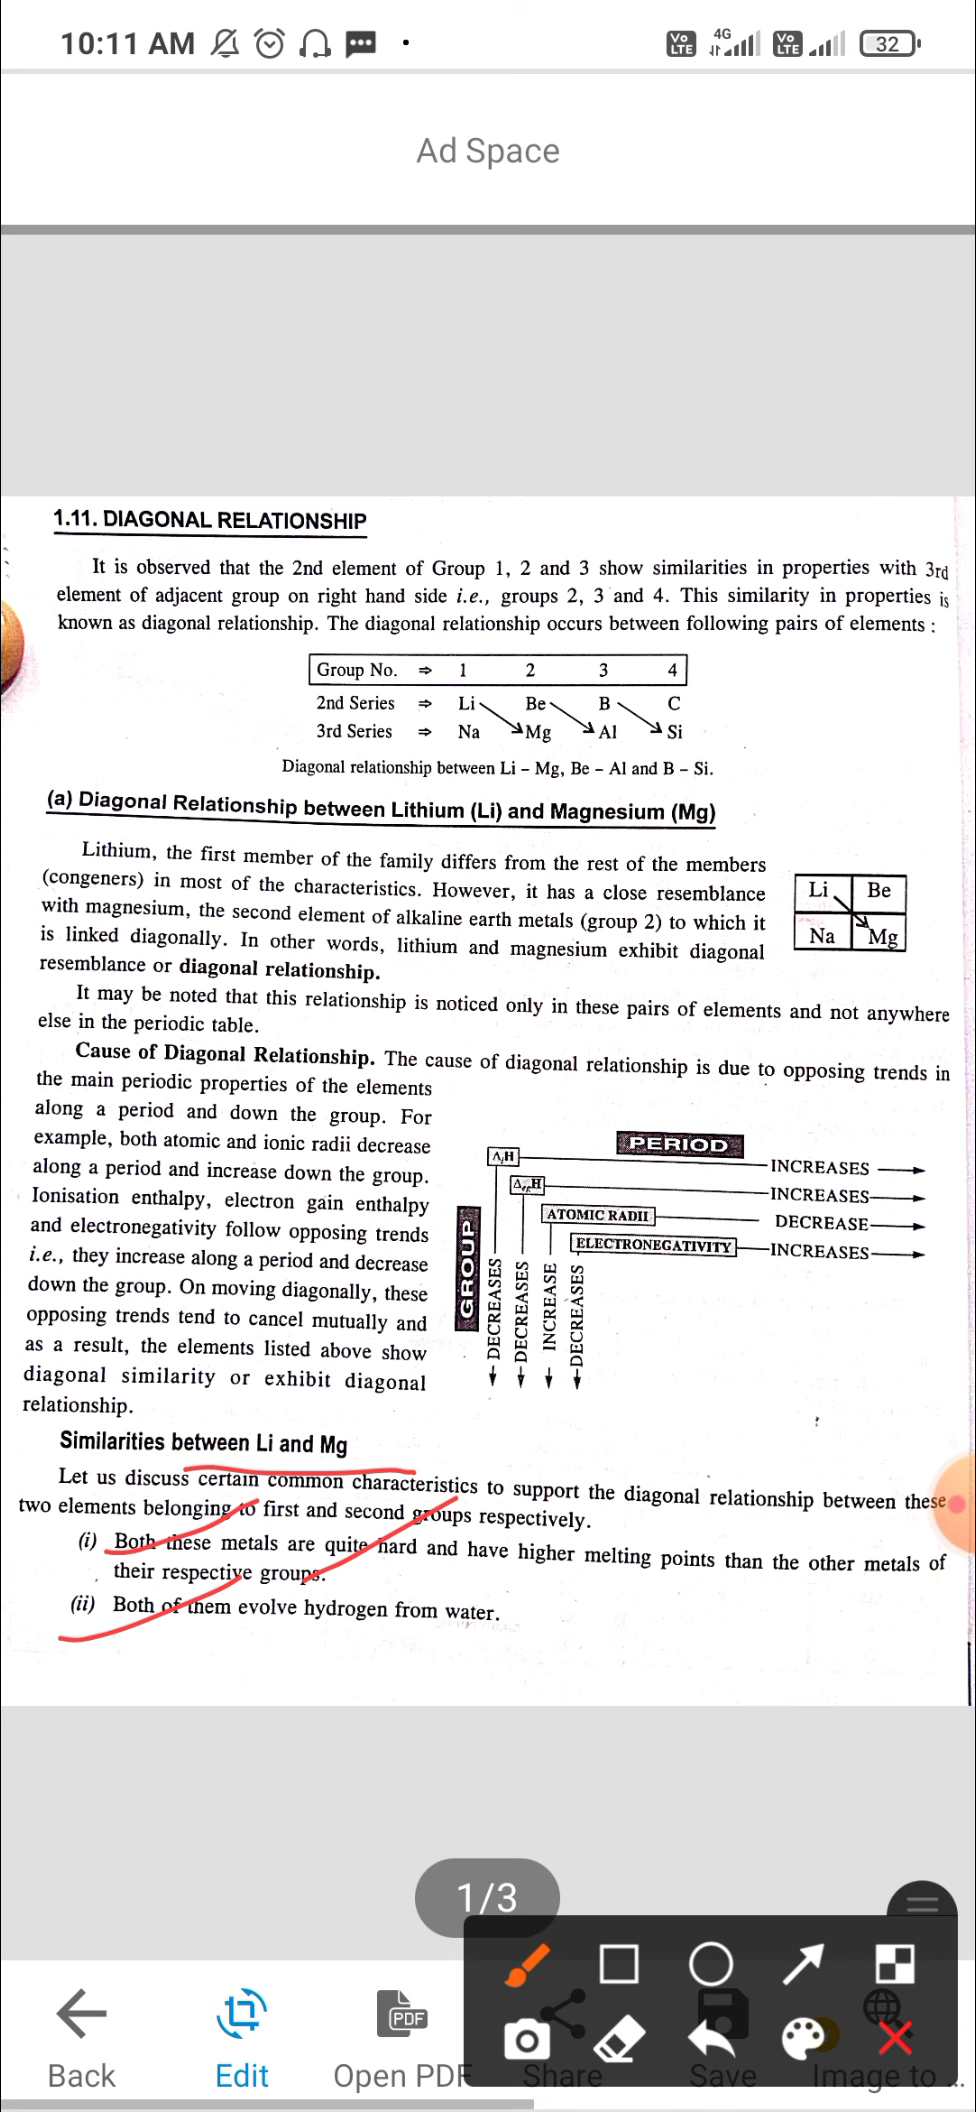 10:11 AM
Vo LTE 4G Vo LTE 32
Ad Space
1.11. DIAGONAL RELATIONSHIP
It is observed that the 2nd element of Group 1, 2 and 3 show similarities in properties with 3rd
element of adjacent group on right hand side i.e., groups 2, 3 and 4. This similarity in properties is
known as diagonal relationship. The diagonal relationship occurs between following pairs of elements :
Group No. ⇒ 1 2 3 4
2nd Series ⇒ Li Be B C
3rd Series ⇒ Na Mg Al Si
Diagonal relationship between Li – Mg, Be – Al and B – Si.
(a) Diagonal Relationship between Lithium (Li) and Magnesium (Mg)
Lithium, the first member of the family differs from the rest of the members
(congeners) in most of the characteristics. However, it has a close resemblance
with magnesium, the second element of alkaline earth metals (group 2) to which it
is linked diagonally. In other words, lithium and magnesium exhibit diagonal
resemblance or diagonal relationship.
Li Be
Na Mg
It may be noted that this relationship is noticed only in these pairs of elements and not anywhere
else in the periodic table.
Cause of Diagonal Relationship. The cause of diagonal relationship is due to opposing trends in
the main periodic properties of the elements
along a period and down the group. For
example, both atomic and ionic radii decrease
along a period and increase down the group.
Ionisation enthalpy, electron gain enthalpy
and electronegativity follow opposing trends
i.e., they increase along a period and decrease
down the group. On moving diagonally, these
opposing trends tend to cancel mutually and
as a result, the elements listed above show
diagonal similarity or exhibit diagonal
relationship.
PERIOD
ΔiH INCREASES
ΔegH INCREASES
ATOMIC RADII DECREASE
ELECTRONEGATIVITY INCREASES
GROUP
DECREASES
DECREASES
INCREASE
DECREASES
Similarities between Li and Mg
Let us discuss certain common characteristics to support the diagonal relationship between these
two elements belonging to first and second groups respectively.
(i) Both these metals are quite hard and have higher melting points than the other metals of
their respective groups.
(ii) Both of them evolve hydrogen from water.
1/3
PDF
Back Edit Open PDF Share Save Image to ...